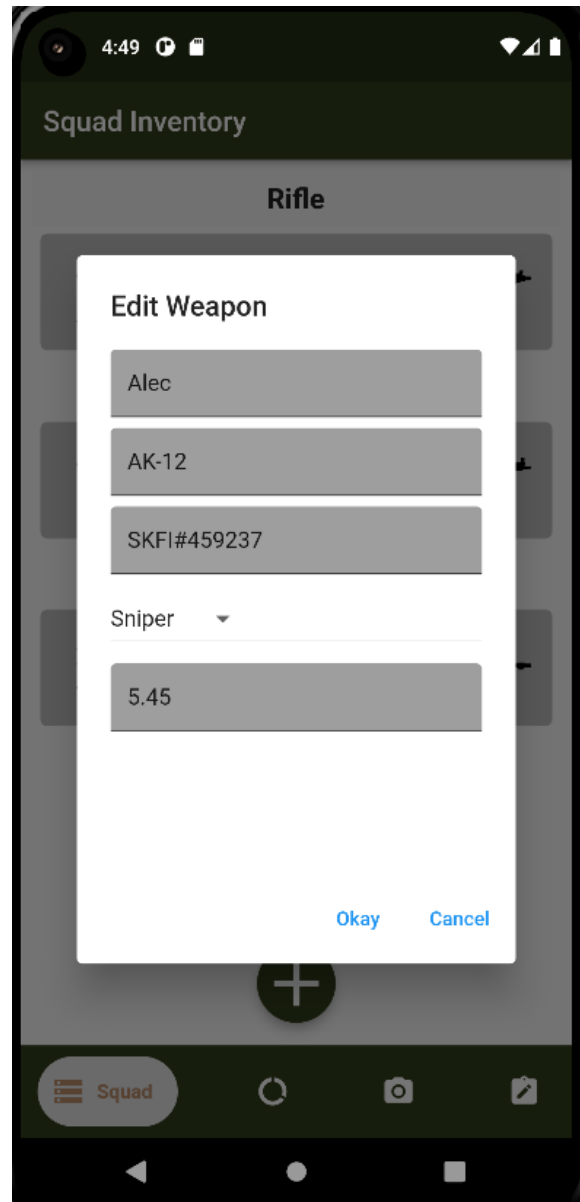 4:49
Squad Inventory
Rifle
Edit Weapon
Alec
AK-12
SKFI#459237
Sniper
5.45
Okay Cancel
Squad